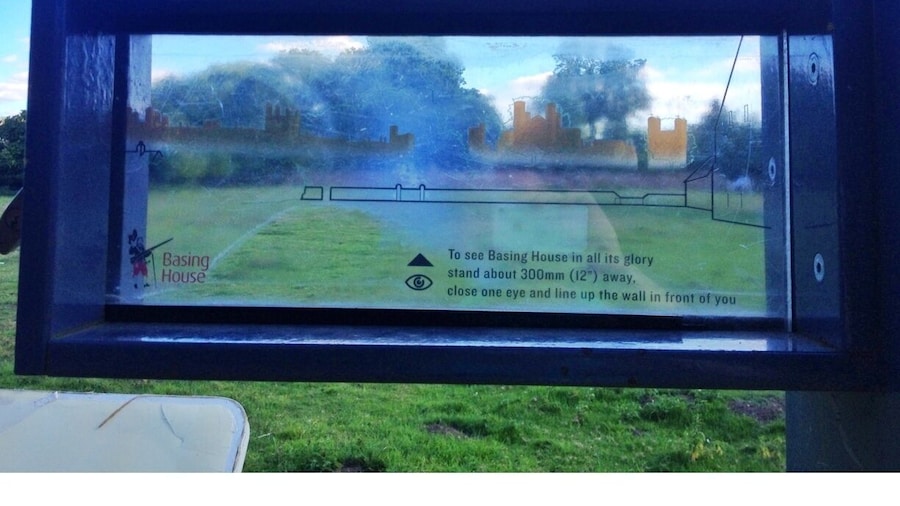 Basing
House
To see Basing House in all its glory
stand about 300mm (12") away,
close one eye and line up the wall in front of you